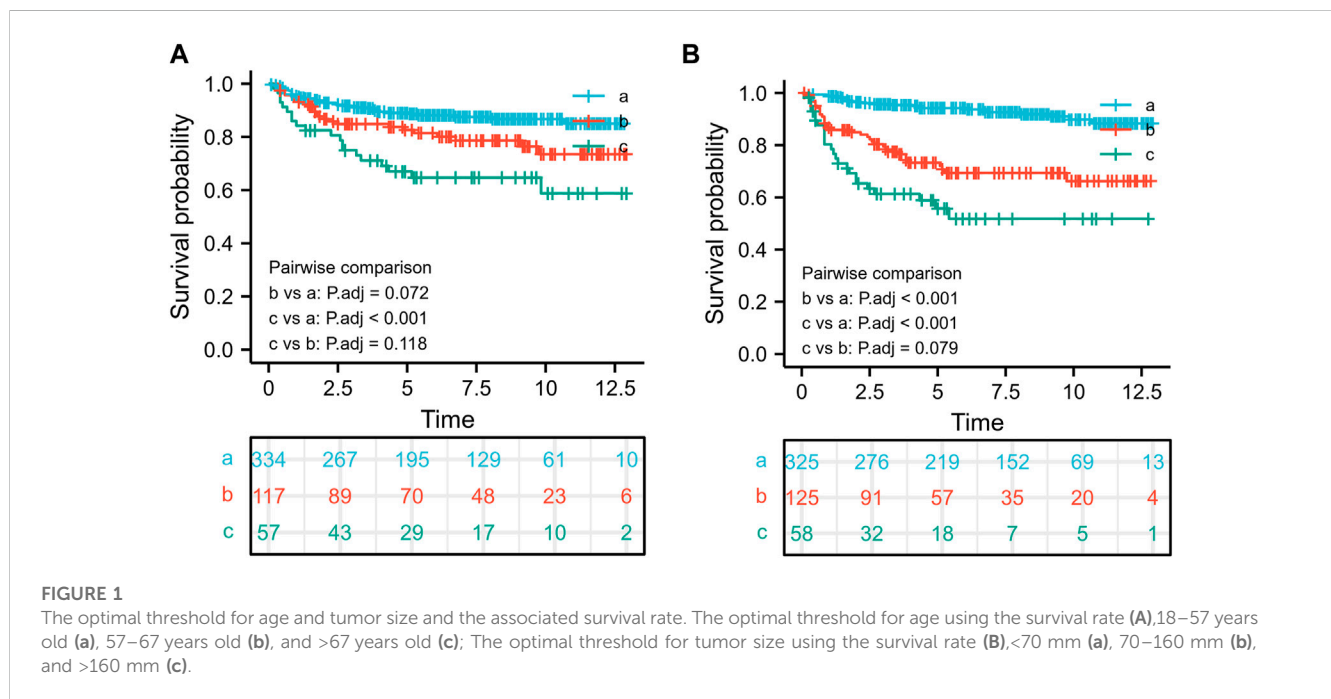 A
Survival probability
1.0
0.8
0.6
0.4
0.2
0.0
a
b
c
Pairwise comparison
b vs a: P.adj = 0.072
c vs a: P.adj < 0.001
c vs b: P.adj = 0.118
0 2.5 5 7.5 10 12.5
Time
a 334 267 195 129 61 10
b 117 89 70 48 23 6
c 57 43 29 17 10 2
B
Survival probability
1.0
0.8
0.6
0.4
0.2
0.0
a
b
c
Pairwise comparison
b vs a: P.adj < 0.001
c vs a: P.adj < 0.001
c vs b: P.adj = 0.079
0 2.5 5 7.5 10 12.5
Time
a 325 276 219 152 69 13
b 125 91 57 35 20 4
c 58 32 18 7 5 1
FIGURE 1
The optimal threshold for age and tumor size and the associated survival rate. The optimal threshold for age using the survival rate (A),18–57 years
old (a), 57–67 years old (b), and >67 years old (c); The optimal threshold for tumor size using the survival rate (B),<70 mm (a), 70–160 mm (b),
and >160 mm (c).